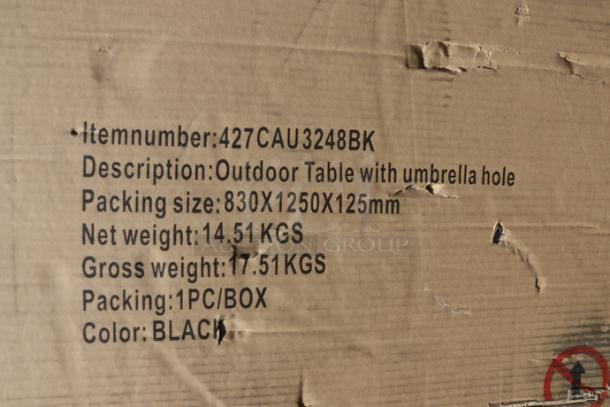 Itemnumber:427CAU3248BK
Description:Outdoor Table with umbrella hole
Packing size:830X1250X125mm
Net weight:14.51KGS
Gross weight:17.51KGS
Packing:1PC/BOX
Color:BLACK